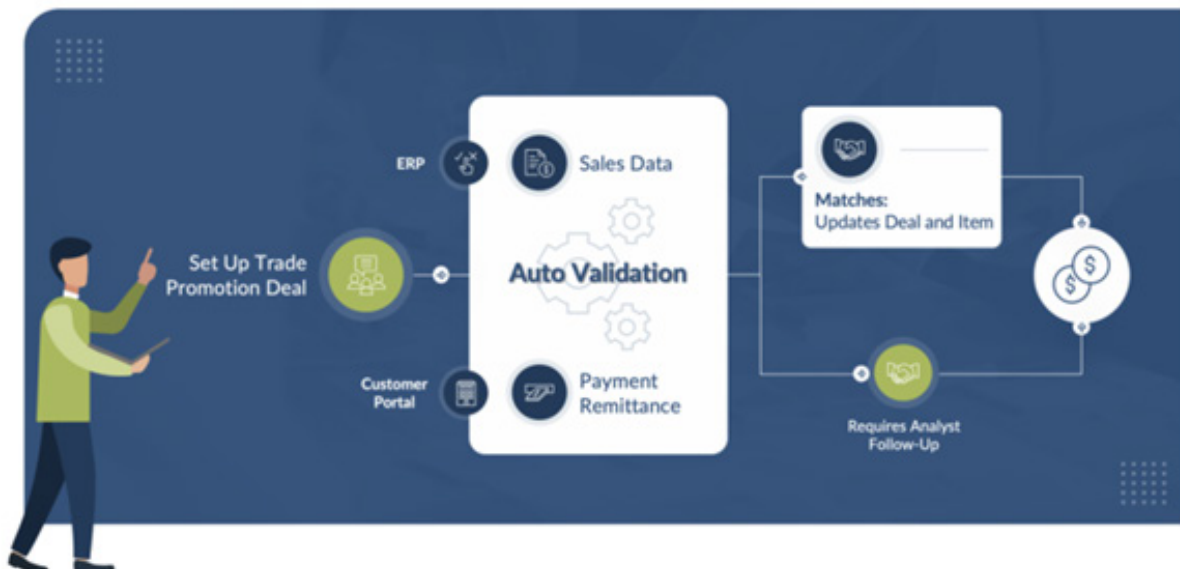 ERP
Sales Data
Set Up Trade
Promotion Deal
Auto Validation
Customer
Portal
Payment
Remittance
Matches:
Updates Deal and Item
$
$
Requires Analyst
Follow-Up